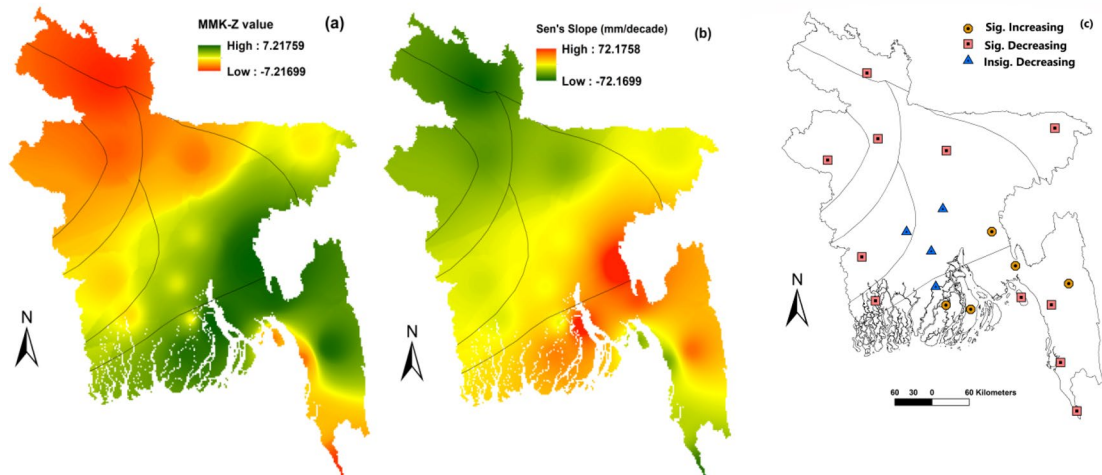 MMK-Z value
High : 7.21759
Low : -7.21699
(a)
N
Sen's Slope (mm/decade)
High : 72.1758
Low : -72.1699
(b)
N
(c)
Sig. Increasing
Sig. Decreasing
Insig. Decreasing
N
60 30 0 60 Kilometers